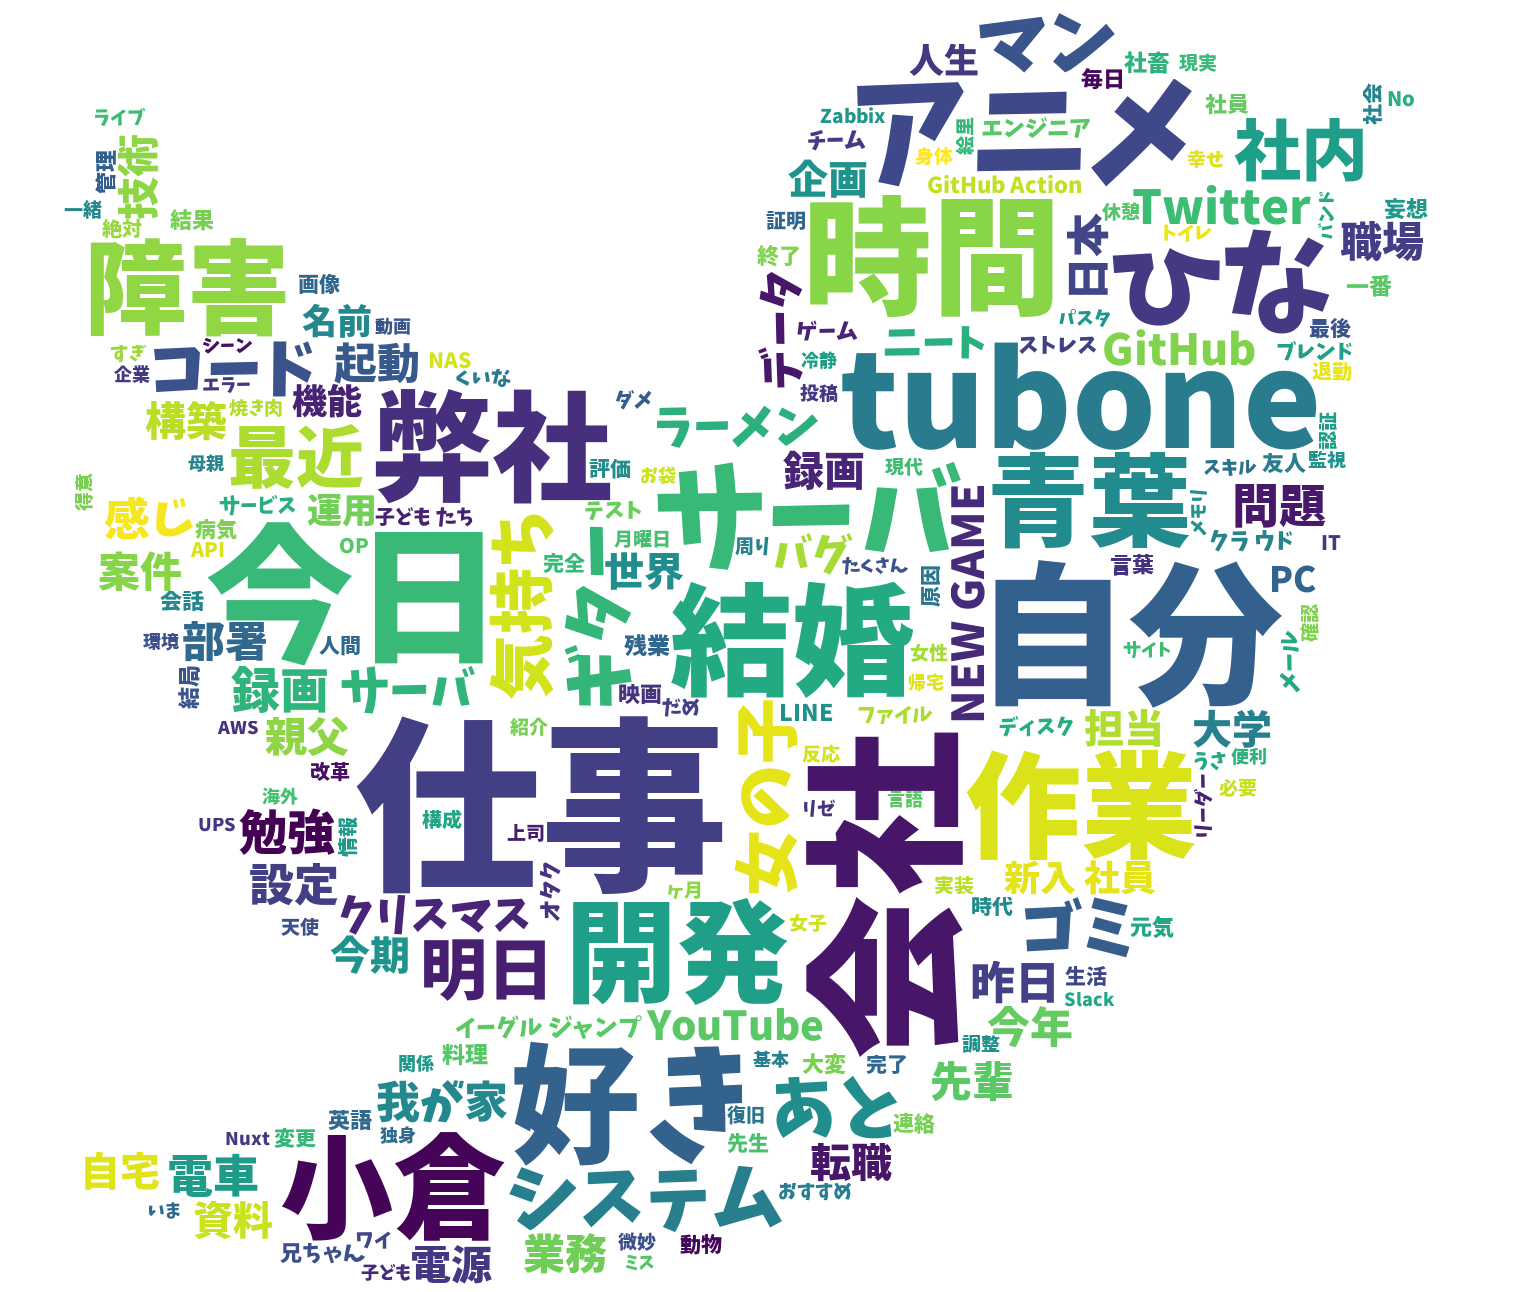 マン
人生
毎日
社畜
現実
アニメ
社会
No
社員
ライブ
Zabbix
チーム
絵里
エンジニア
社内
身体
幸せ
管理
技術
企画
GitHub Action
一緒
結果
絶対
証明
時間
日本
休憩
Twitter
バンド
妄想
トイレ
ひな
職場
障害
終了
一番
画像
データ
名前
動画
ゲーム
パスタ
最後
すぎ
シーン
コード
起動
NAS
冷静
ニート
ストレス
GitHub
ブレンド
企業
エラー
くいな
tubone
退勤
機能
投稿
構築
焼き肉
ダメ
ラーメン
弊社
認証
最近
母親
評価
お袋
録画
現代
スキル
友人
監視
得意
サーバ
青葉
問題
感じ
サービス
運用
子ども たち
テスト
メモリ
病気
API
OP
月曜日
周り
バグ
NEW GAME
クラウド
IT
今日
気持ち
完全
世界
たくさん
言葉
案件
ギター
原因
自分
PC
会話
結婚
確認
環境
部署
人間
残業
女性
サイト
メール
結局
録画 サーバ
映画
だめ
帰宅
AWS
親父
紹介
LINE
ファイル
ディスク
担当
大学
仕事
女の子
反応
会社
うさ
便利
改革
作業
海外
リゼ
言語
リーダー
必要
UPS
勉強
情報
構成
上司
設定
オタク
ヶ月
実装
新入 社員
天使
クリスマス
開発
女子
時代
ゴミ
元気
今期
明日
昨日
生活
Slack
イーグル ジャンプ
YouTube
今年
調整
関係
料理
好き
基本
大変
完了
先輩
我が家
英語
独身
復旧
あと
連絡
Nuxt
変更
小倉
先生
転職
自宅
電車
システム
おすすめ
いま
資料
兄ちゃん
ワイ
子ども
電源
業務
微妙
ミス
動物